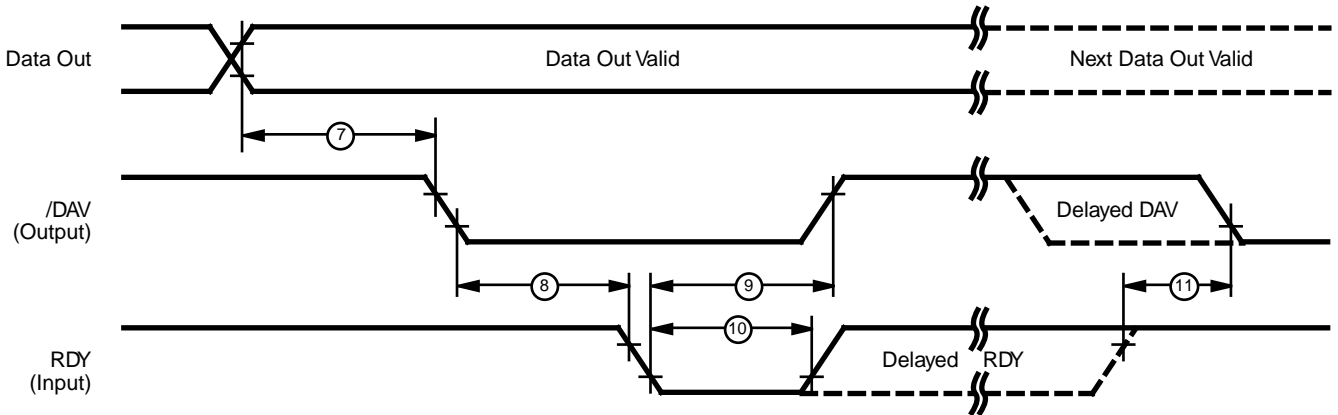 Data Out
Data Out Valid
Next Data Out Valid
7
/DAV
(Output)
Delayed DAV
8
9
11
10
RDY
(Input)
Delayed RDY